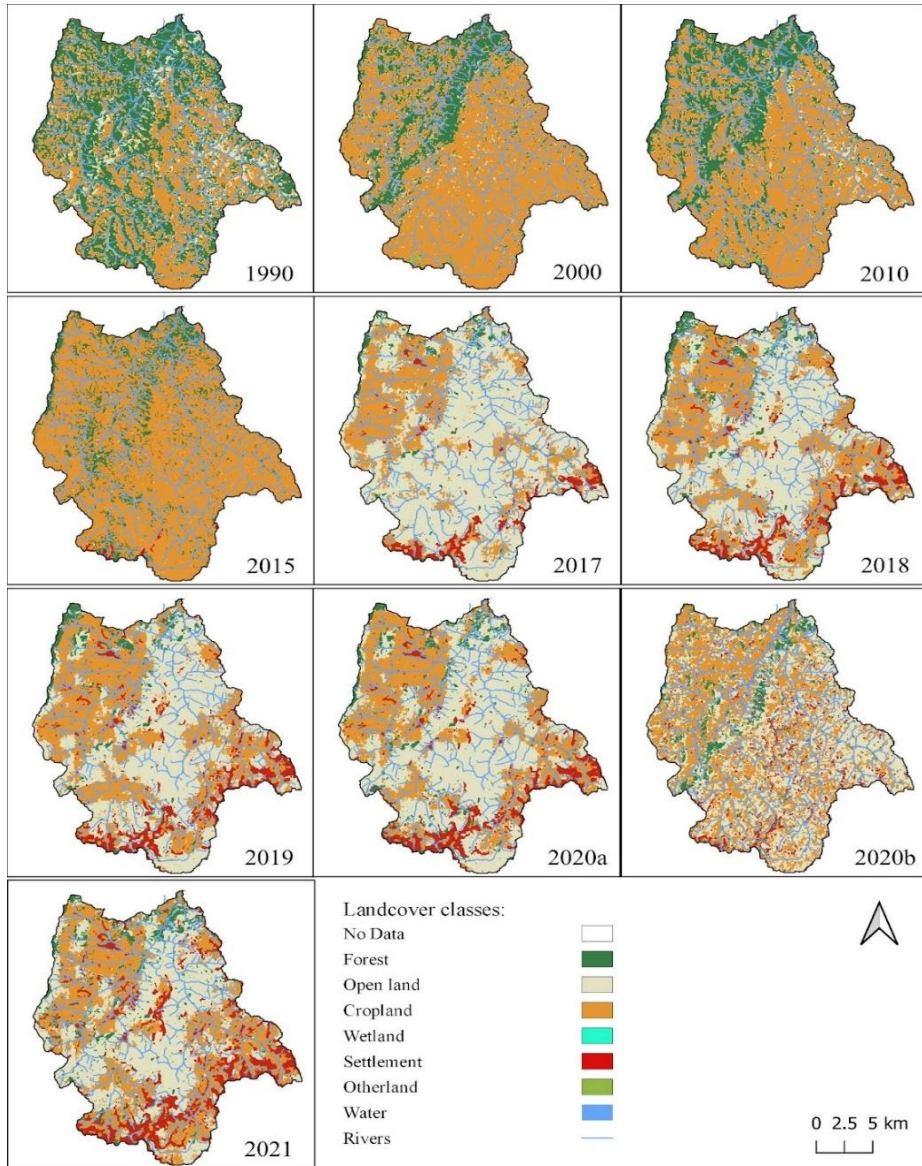 1990
2000
2010
2015
2017
2018
2019
2020a
2020b
2021
Landcover classes:
No Data
Forest
Open land
Cropland
Wetland
Settlement
Otherland
Water
Rivers
0 2.5 5 km